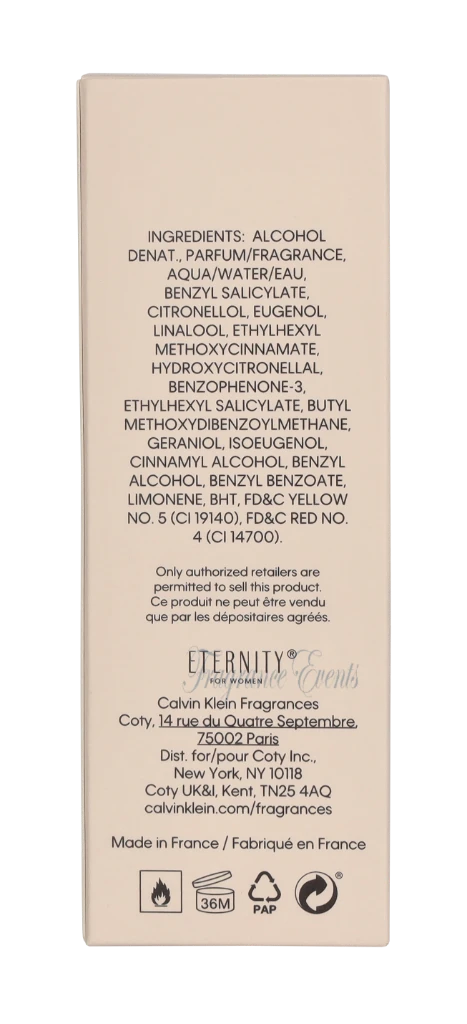 INGREDIENTS: ALCOHOL
DENAT., PARFUM/FRAGRANCE,
AQUA/WATER/EAU,
BENZYL SALICYLATE,
CITRONELLOL, EUGENOL,
LINALOOL, ETHYLHEXYL
METHOXYCINNAMATE,
HYDROXYCITRONELLAL,
BENZOPHENONE-3,
ETHYLHEXYL SALICYLATE, BUTYL
METHOXYDIBENZOYLMETHANE,
GERANIOL, ISOEUGENOL,
CINNAMYL ALCOHOL, BENZYL
ALCOHOL, BENZYL BENZOATE,
LIMONENE, BHT, FD&C YELLOW
NO. 5 (CI 19140), FD&C RED NO.
4 (CI 14700).
Only authorized retailers are
permitted to sell this product.
Ce produit ne peut être vendu
que par les dépositaires agréés.
ETERNITY®
FOR WOMEN
Fragrance Events
Calvin Klein Fragrances
Coty, 14 rue du Quatre Septembre,
75002 Paris
Dist. for/pour Coty Inc.,
New York, NY 10118
Coty UK&I, Kent, TN25 4AQ
calvinklein.com/fragrances
Made in France / Fabriqué en France
36M
PAP
®